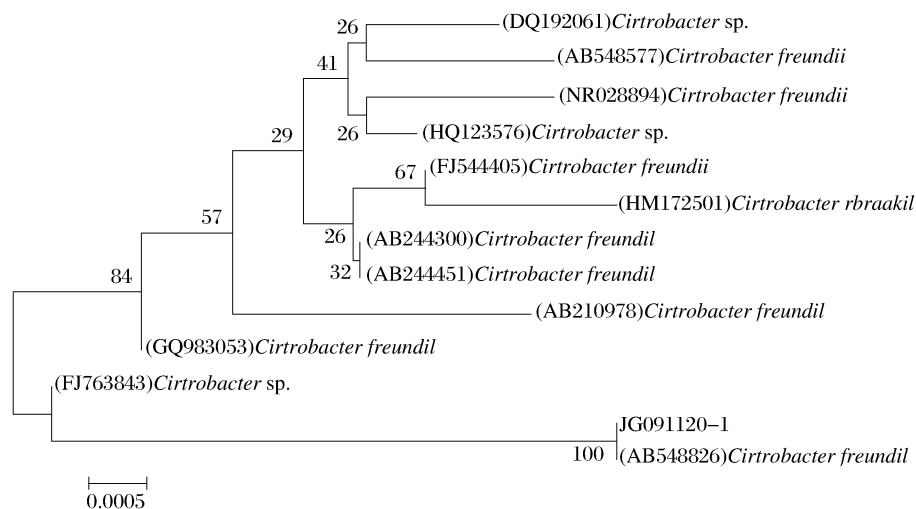 26
(DQ192061)Cirtrobacter sp.
(AB548577)Cirtrobacter freundii
41
(NR028894)Cirtrobacter freundii
26
(HQ123576)Cirtrobacter sp.
29
(FJ544405)Cirtrobacter freundii
67
(HM172501)Cirtrobacter rbraakil
57
26
(AB244300)Cirtrobacter freundil
32
(AB244451)Cirtrobacter freundil
84
(AB210978)Cirtrobacter freundil
(GQ983053)Cirtrobacter freundil
(FJ763843)Cirtrobacter sp.
JG091120–1
100
(AB548826)Cirtrobacter freundil
0.0005